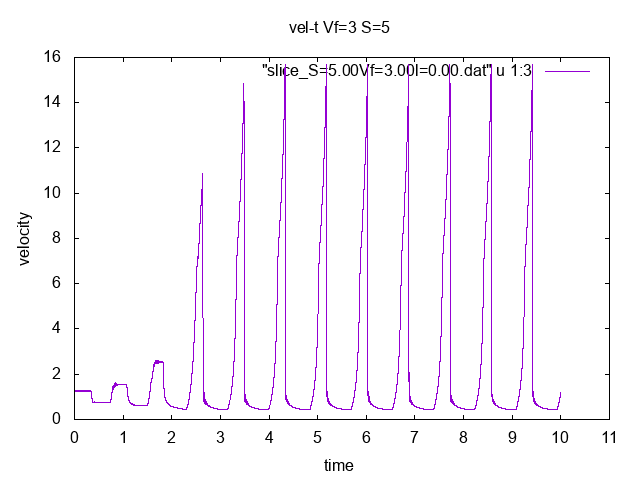 vel-t Vf=3 S=5
"slice_S=5.00Vf=3.00I=0.00.dat" u 1:3
velocity
16
14
12
10
8
6
4
2
0
0 1 2 3 4 5 6 7 8 9 10 11
time